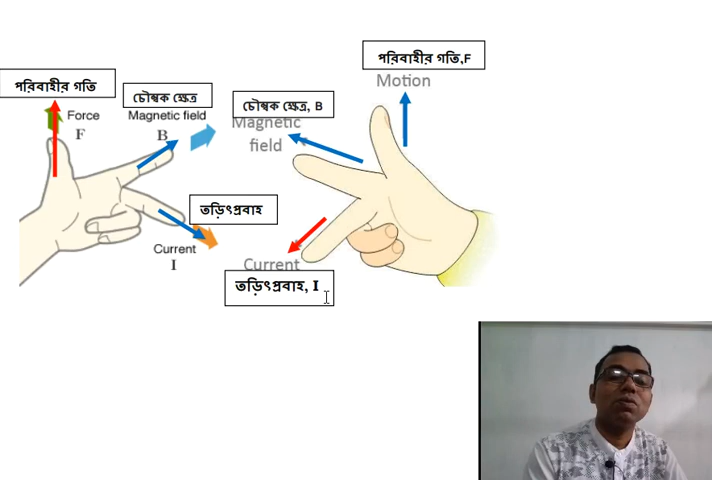 পরিবাহীর গতি
Force
F
চৌম্বক ক্ষেত্র
Magnetic field
B
তড়িৎপ্রবাহ
Current
I
পরিবাহীর গতি,F
Motion
চৌম্বক ক্ষেত্র, B
Magnetic
field
Current
তড়িৎপ্রবাহ, I